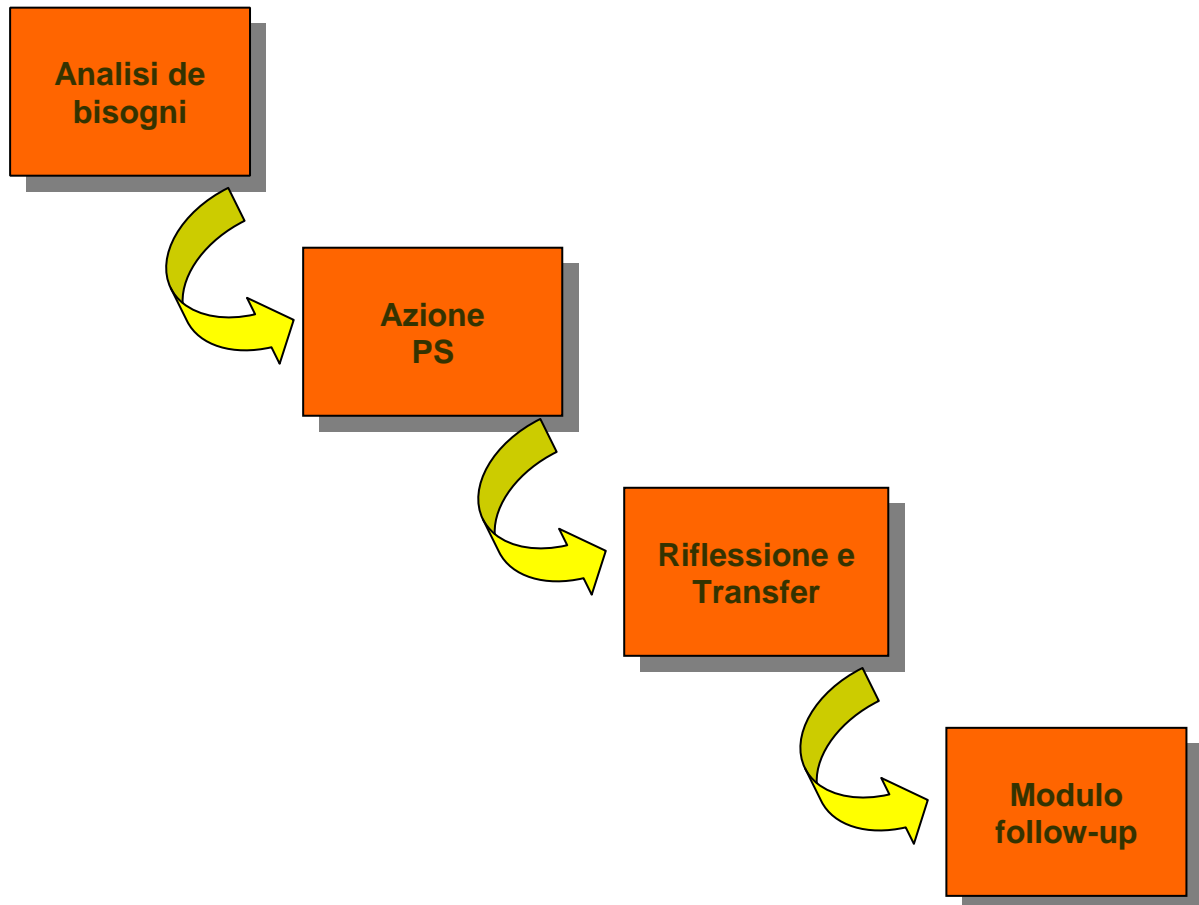 Analisi de
bisogni
Azione
PS
Riflessione e
Transfer
Modulo
follow-up